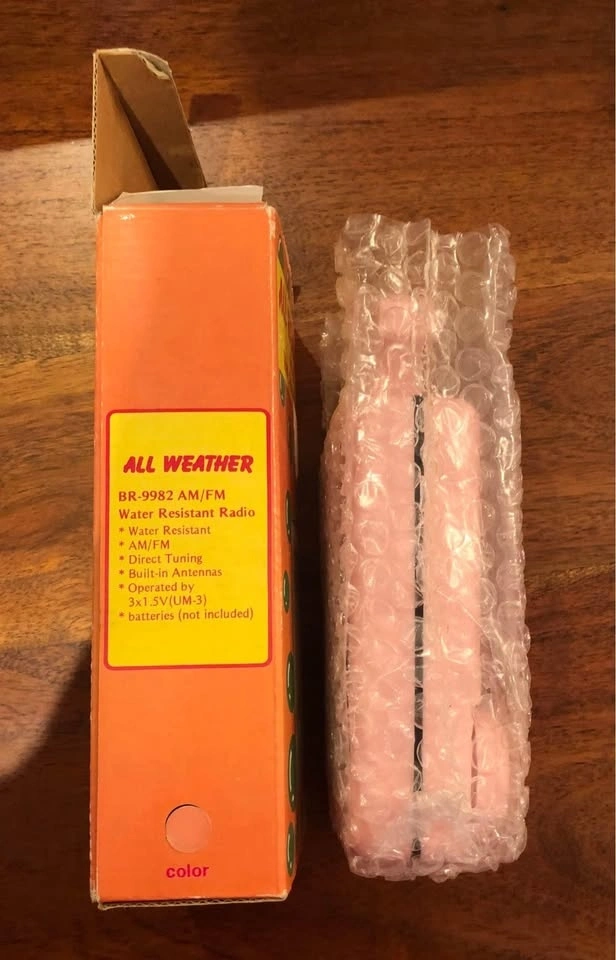 ALL WEATHER
BR-9982 AM/FM
Water Resistant Radio
* Water Resistant
* AM/FM
* Direct Tuning
* Built-in Antennas
* Operated by
3x1.5V(UM-3)
* batteries (not included)
color